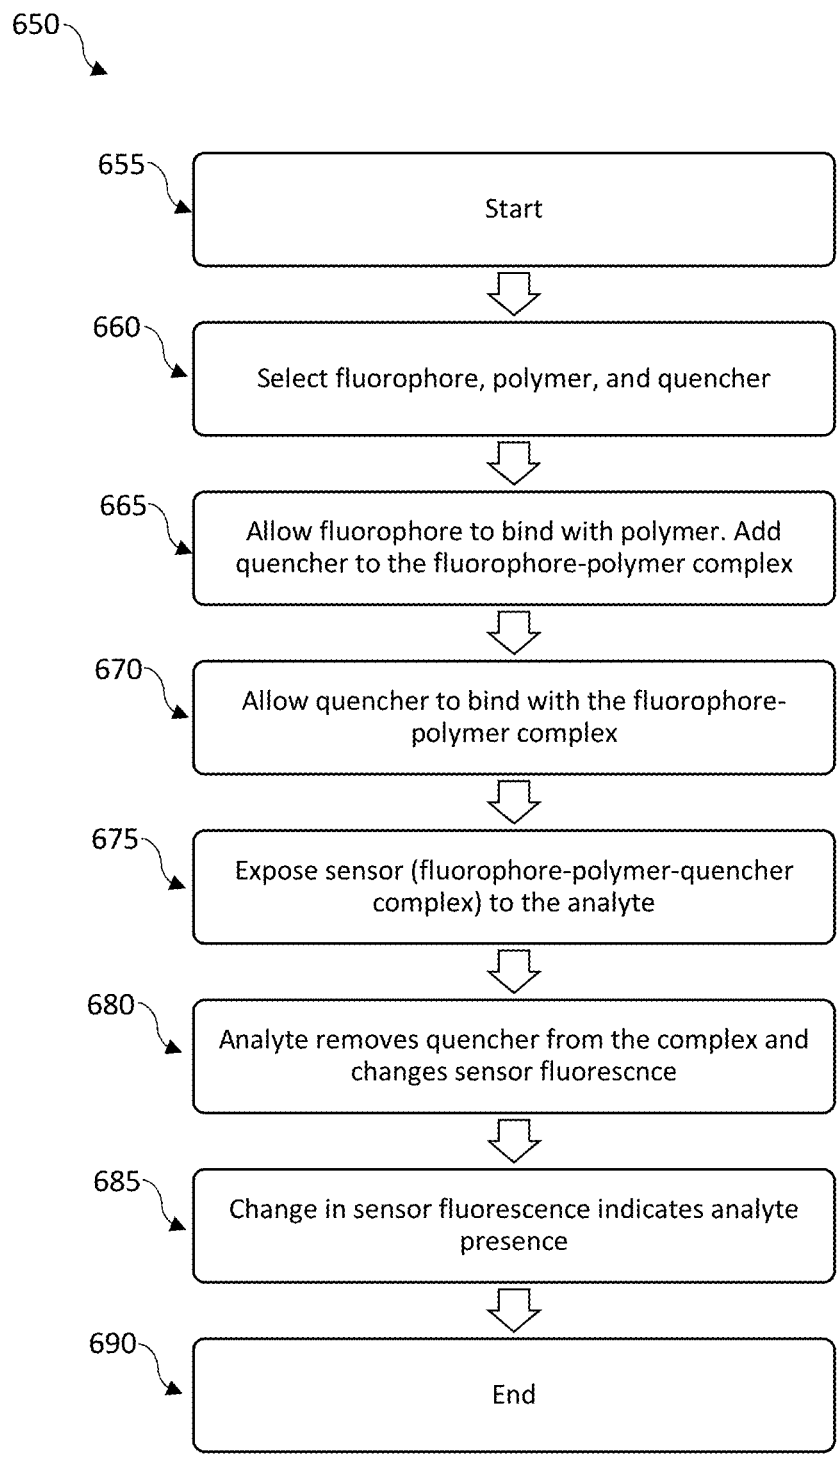 650
655
Start
660
Select fluorophore, polymer, and quencher
665
Allow fluorophore to bind with polymer. Add
quencher to the fluorophore-polymer complex
670
Allow quencher to bind with the fluorophore-
polymer complex
675
Expose sensor (fluorophore-polymer-quencher
complex) to the analyte
680
Analyte removes quencher from the complex and
changes sensor fluorescnce
685
Change in sensor fluorescence indicates analyte
presence
690
End